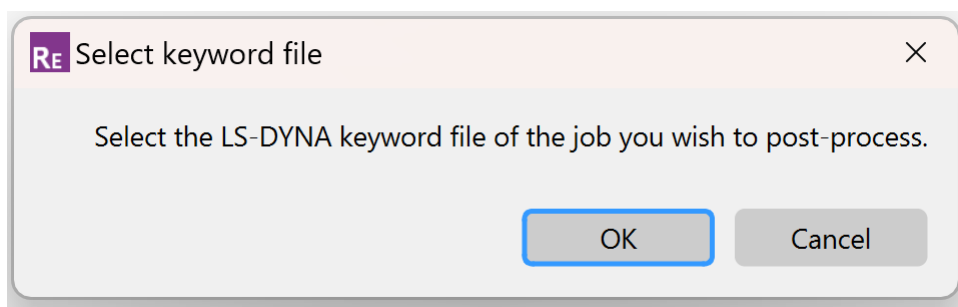 RE Select keyword file
Select the LS-DYNA keyword file of the job you wish to post-process.
OK Cancel